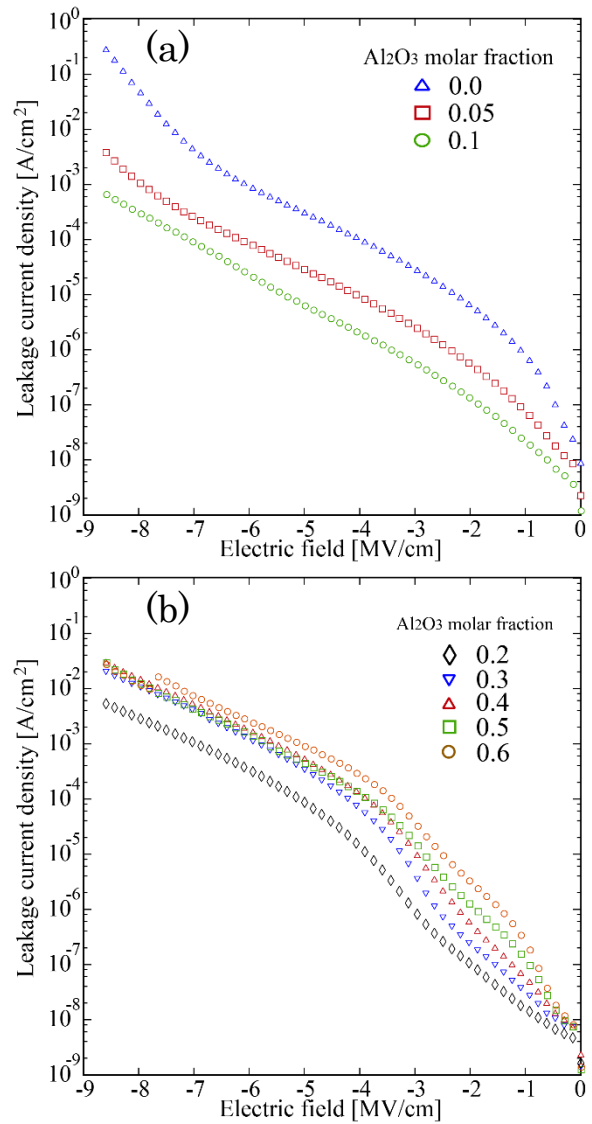 (a)
Al2O3 molar fraction
0.0
0.05
0.1
Leakage current density [A/cm2]
10^0
10^-1
10^-2
10^-3
10^-4
10^-5
10^-6
10^-7
10^-8
10^-9
-9 -8 -7 -6 -5 -4 -3 -2 -1 0
Electric field [MV/cm]
(b)
Al2O3 molar fraction
0.2
0.3
0.4
0.5
0.6
Leakage current density [A/cm2]
10^0
10^-1
10^-2
10^-3
10^-4
10^-5
10^-6
10^-7
10^-8
10^-9
-9 -8 -7 -6 -5 -4 -3 -2 -1 0
Electric field [MV/cm]